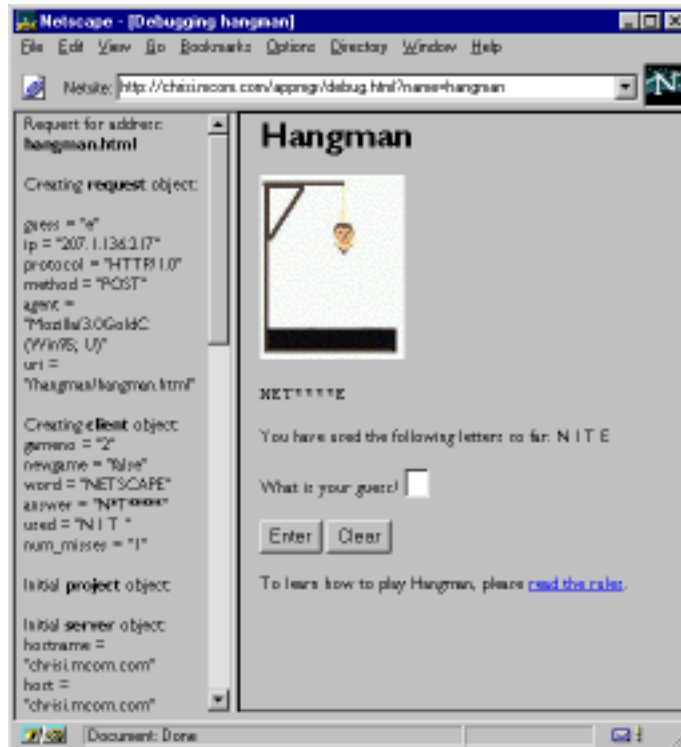 Netscape - [Debugging hangman]
File Edit View Go Bookmarks Options Directory Window Help
Netsite: http://chrisi.mcom.com/appmgr/debug.html?name=hangman
N
Request for address:
hangman.html
Creating request object:
guess = "e"
ip = "207.1.136.217"
protocol = "HTTP/1.0"
method = "POST"
agent =
"Mozilla/3.0GoldC
(Win95; U)"
uri =
"/hangman/hangman.html"
Creating client object:
gameno = "2"
newgame = "false"
word = "NETSCAPE"
answer = "N*T*****"
used = "N I T "
num_misses = "1"
Initial project object:
Initial server object:
hostname =
"chrisi.mcom.com"
host =
"chrisi.mcom.com"
Hangman
NET****E
You have used the following letters so far: N I T E
What is your guess?
Enter Clear
To learn how to play Hangman, please read the rules.
Document: Done